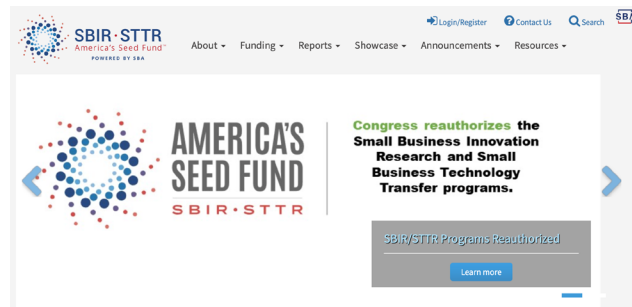 Login/Register Contact Us Search SBA
SBIR·STTR
America's Seed Fund™
POWERED BY SBA
About Funding Reports Showcase Announcements Resources
AMERICA'S
SEED FUND
SBIR·STTR
Congress reauthorizes the
Small Business Innovation
Research and Small
Business Technology
Transfer programs.
SBIR/STTR Programs Reauthorized
Learn more